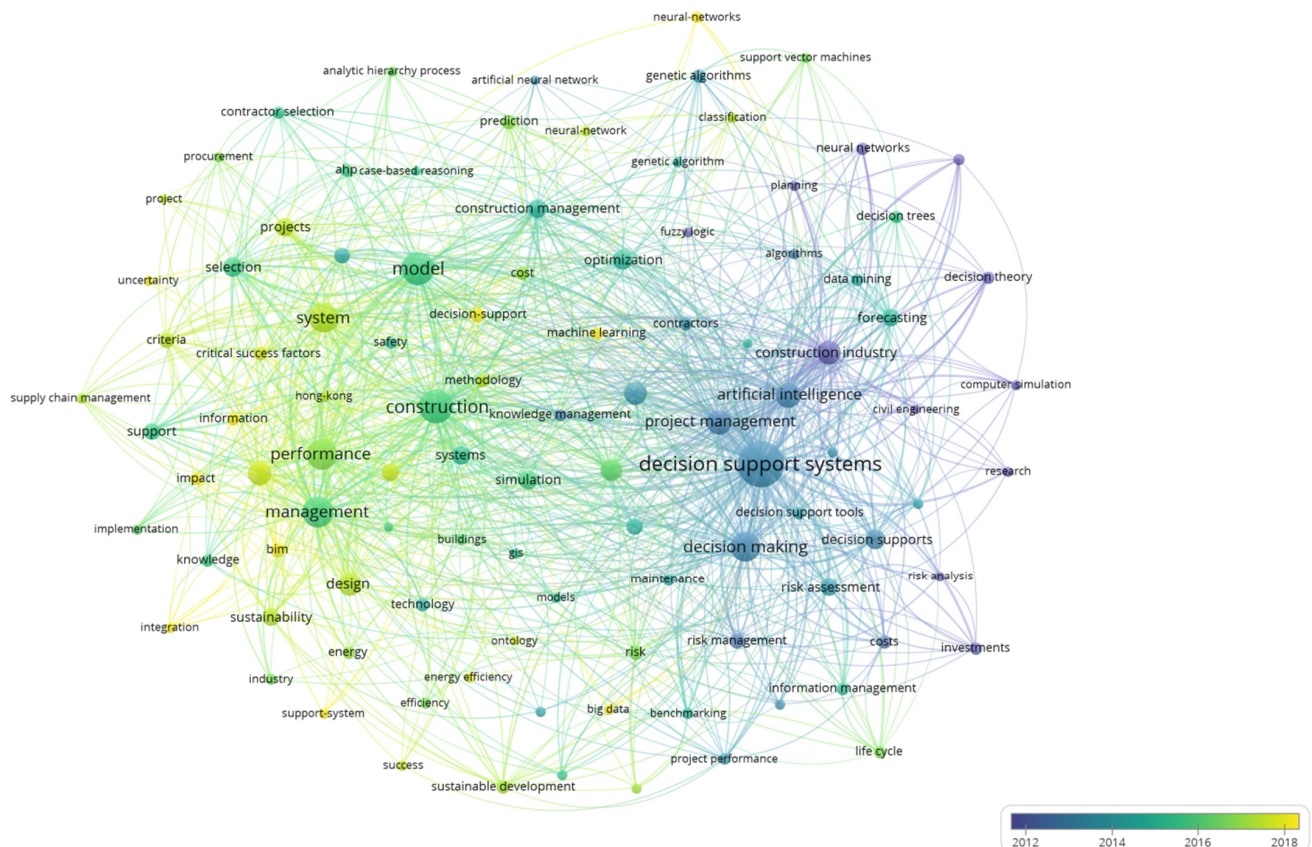 neural-networks
support vector machines
analytic hierarchy process
artificial neural network
genetic algorithms
contractor selection
prediction
neural-network
classification
procurement
neural networks
ahp
case-based reasoning
genetic algorithm
planning
project
construction management
decision trees
projects
fuzzy logic
selection
model
optimization
algorithms
uncertainty
cost
data mining
decision theory
system
decision-support
machine learning
contractors
forecasting
criteria
critical success factors
safety
construction industry
methodology
supply chain management
hong-kong
construction
artificial intelligence
computer simulation
information
knowledge management
project management
civil engineering
support
performance
systems
decision support systems
impact
simulation
research
management
decision support tools
implementation
buildings
decision making
decision supports
knowledge
bim
gis
design
maintenance
risk assessment
risk analysis
sustainability
technology
models
integration
ontology
risk management
costs
investments
energy
risk
industry
energy efficiency
information management
support-system
efficiency
big data
benchmarking
life cycle
success
project performance
sustainable development
2012
2014
2016
2018